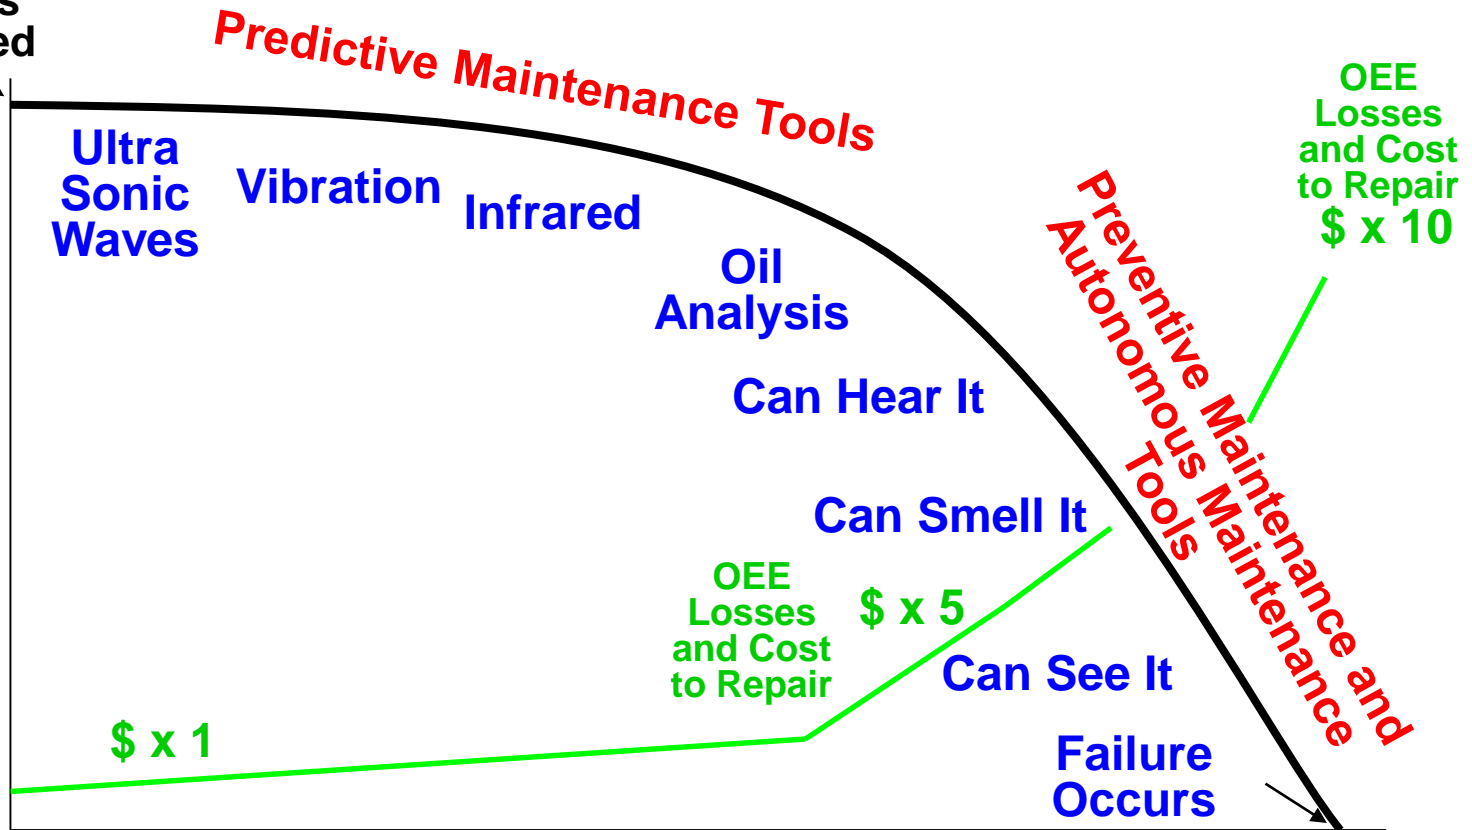 Predictive Maintenance Tools
OEE
Losses
and Cost
to Repair
$ x 10
Ultra
Sonic
Waves
Vibration
Infrared
Oil
Analysis
Preventive Maintenance and
Autonomous Maintenance
Tools
Can Hear It
Can Smell It
OEE
Losses
and Cost
to Repair
$ x 5
Can See It
$ x 1
Failure
Occurs